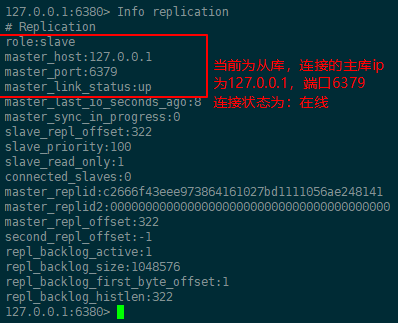 127.0.0.1:6380> Info replication
# Replication
role:slave
master_host:127.0.0.1
master_port:6379
master_link_status:up
当前为从库，连接的主库Ip
为127.0.0.1，端口6379
连接状态为：在线
master_last_io_seconds_ago:8
master_sync_in_progress:0
slave_repl_offset:322
slave_priority:100
slave_read_only:1
connected_slaves:0
master_replid:c2666f43eee973864161027bd1111056ae248141
master_replid2:0000000000000000000000000000000000000000
master_repl_offset:322
second_repl_offset:-1
repl_backlog_active:1
repl_backlog_size:1048576
repl_backlog_first_byte_offset:1
repl_backlog_histlen:322
127.0.0.1:6380>